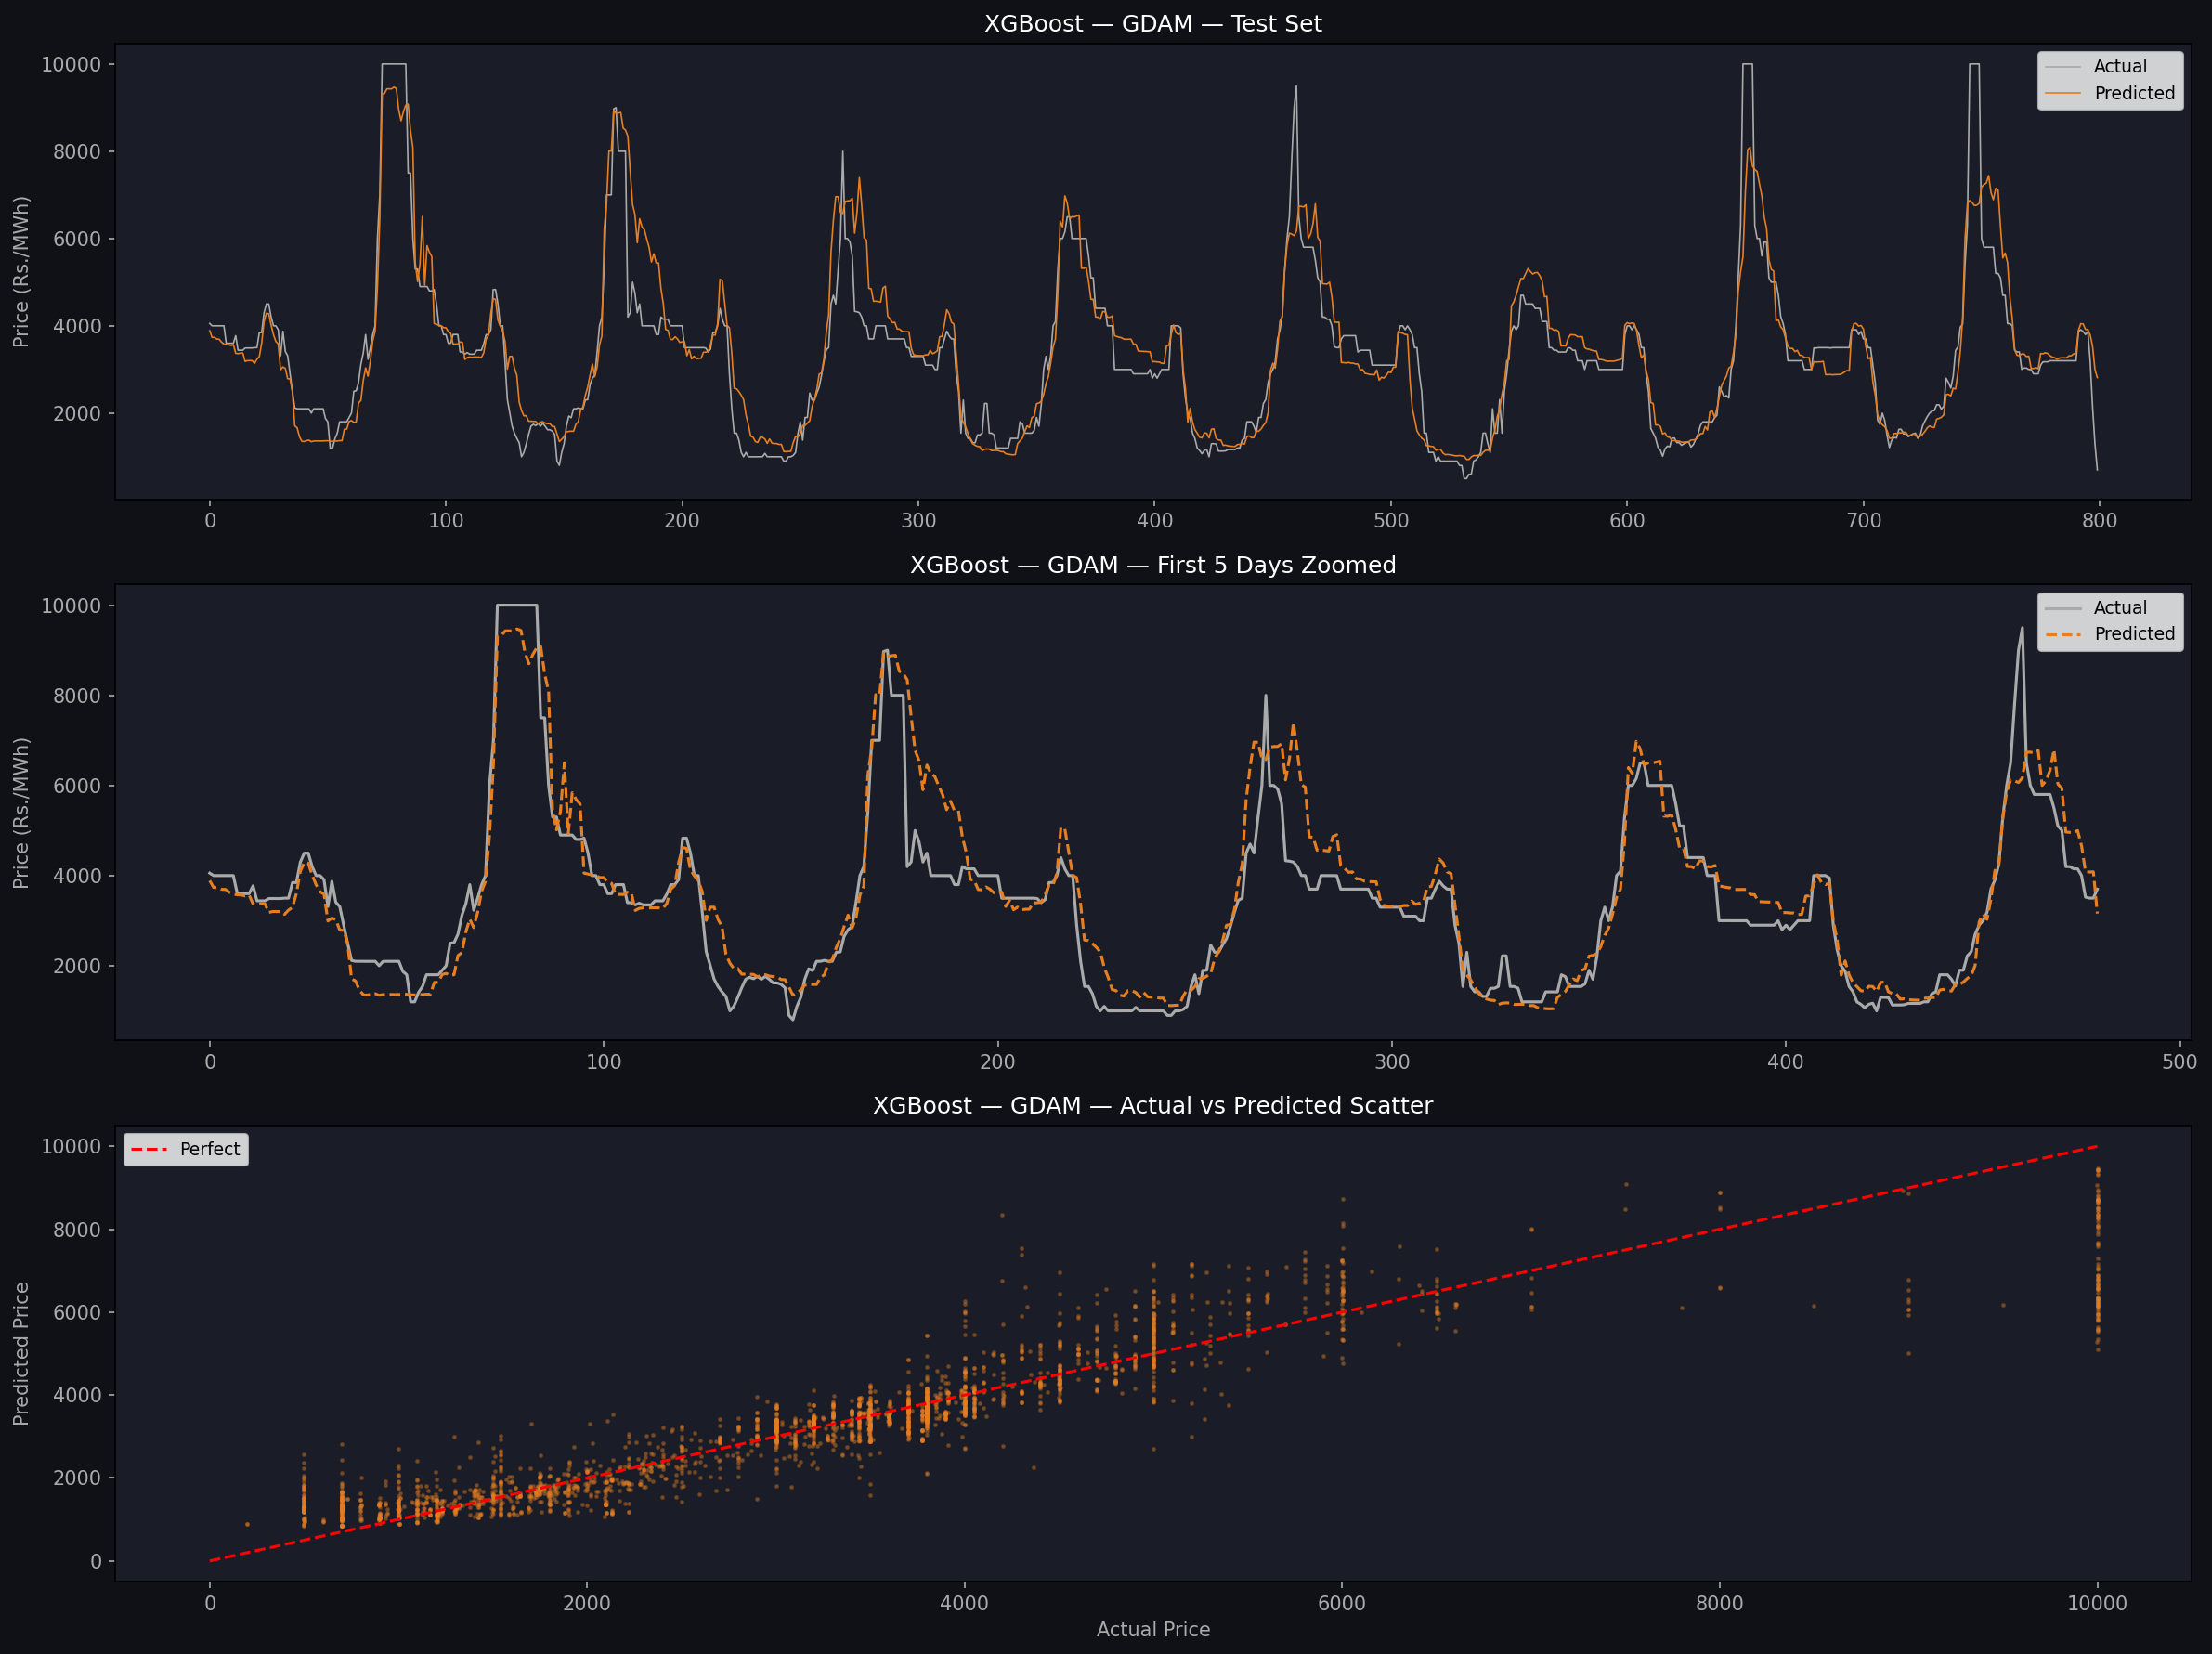 XGBoost — GDAM — Test Set
Price (Rs./MWh)
10000
8000
6000
4000
2000
Actual
Predicted
0 100 200 300 400 500 600 700 800
XGBoost — GDAM — First 5 Days Zoomed
Price (Rs./MWh)
10000
8000
6000
4000
2000
Actual
Predicted
0 100 200 300 400 500
XGBoost — GDAM — Actual vs Predicted Scatter
Predicted Price
10000
8000
6000
4000
2000
0
Perfect
0 2000 4000 6000 8000 10000
Actual Price